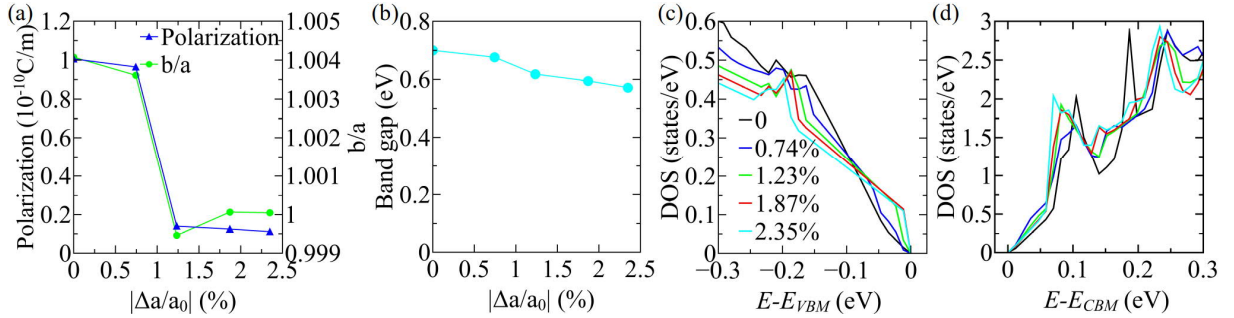 (a)
1.2
1
0.8
0.6
0.4
0.2
0
Polarization (10⁻¹⁰C/m)
Polarization
b/a
1.005
1.004
1.003
1.002
1.001
1
0.999
b/a
0 0.5 1 1.5 2 2.5
|Δa/a₀| (%)
(b)
0.8
0.6
0.4
0.2
0.0
Band gap (eV)
0 0.5 1 1.5 2 2.5
|Δa/a₀| (%)
(c)
0.6
0.5
0.4
0.3
0.2
0.1
0
DOS (states/eV)
0
0.74%
1.23%
1.87%
2.35%
−0.3 −0.2 −0.1 0
E-E_VBM (eV)
(d)
3
2.5
2
1.5
1
0.5
0
DOS (states/eV)
0 0.1 0.2 0.3
E-E_CBM (eV)